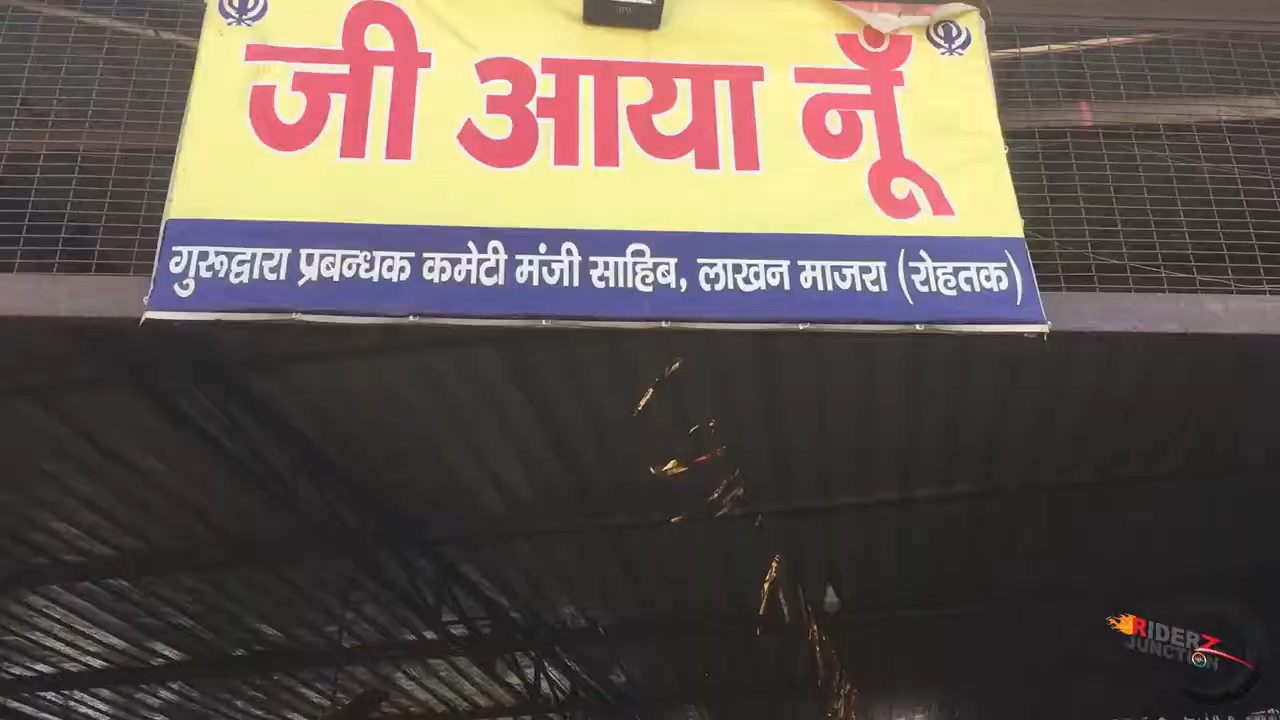 जी आया नूँ
गुरूद्वारा प्रबन्धक कमेटी मंजी साहिब, लाखन माजरा (रोहतक)
RIDERZ
JUNCTION